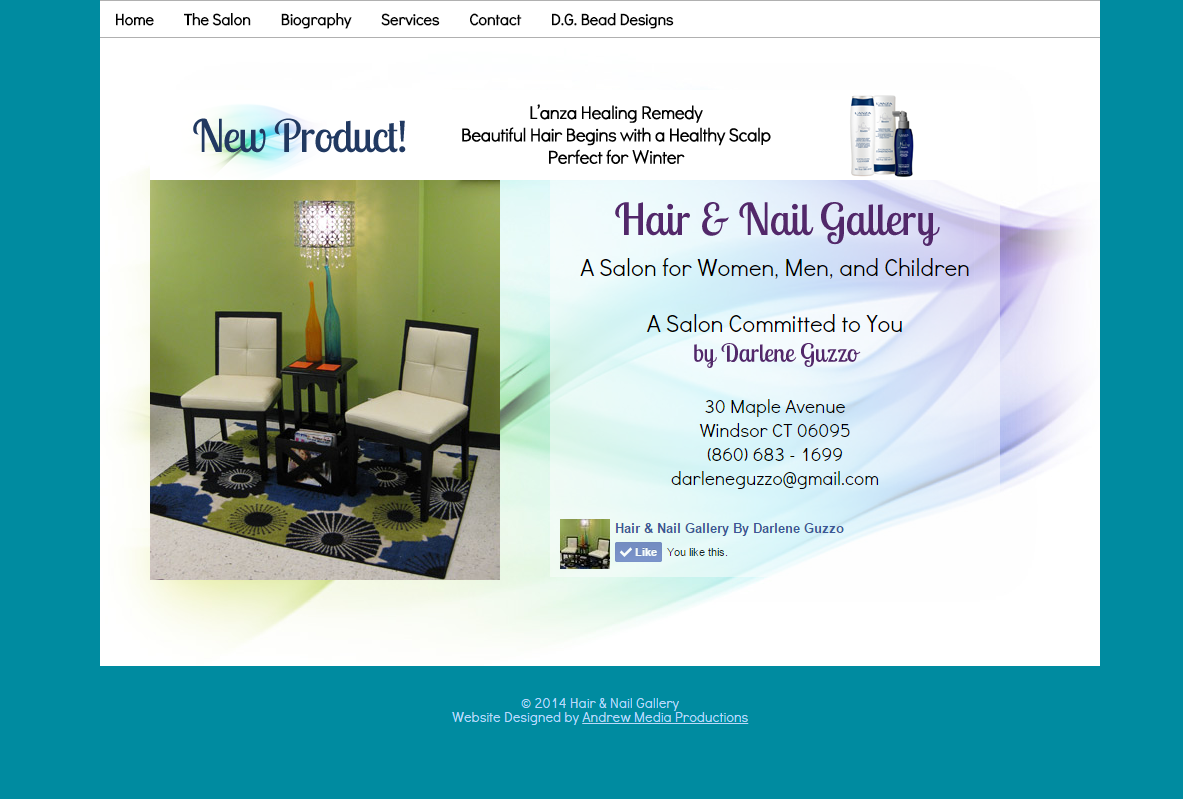 Home The Salon Biography Services Contact D.G. Bead Designs
New Product!
L'anza Healing Remedy
Beautiful Hair Begins with a Healthy Scalp
Perfect for Winter
Hair & Nail Gallery
A Salon for Women, Men, and Children
A Salon Committed to You
by Darlene Guzzo
30 Maple Avenue
Windsor CT 06095
(860) 683 - 1699
darleneguzzo@gmail.com
Hair & Nail Gallery By Darlene Guzzo
Like You like this.
© 2014 Hair & Nail Gallery
Website Designed by Andrew Media Productions